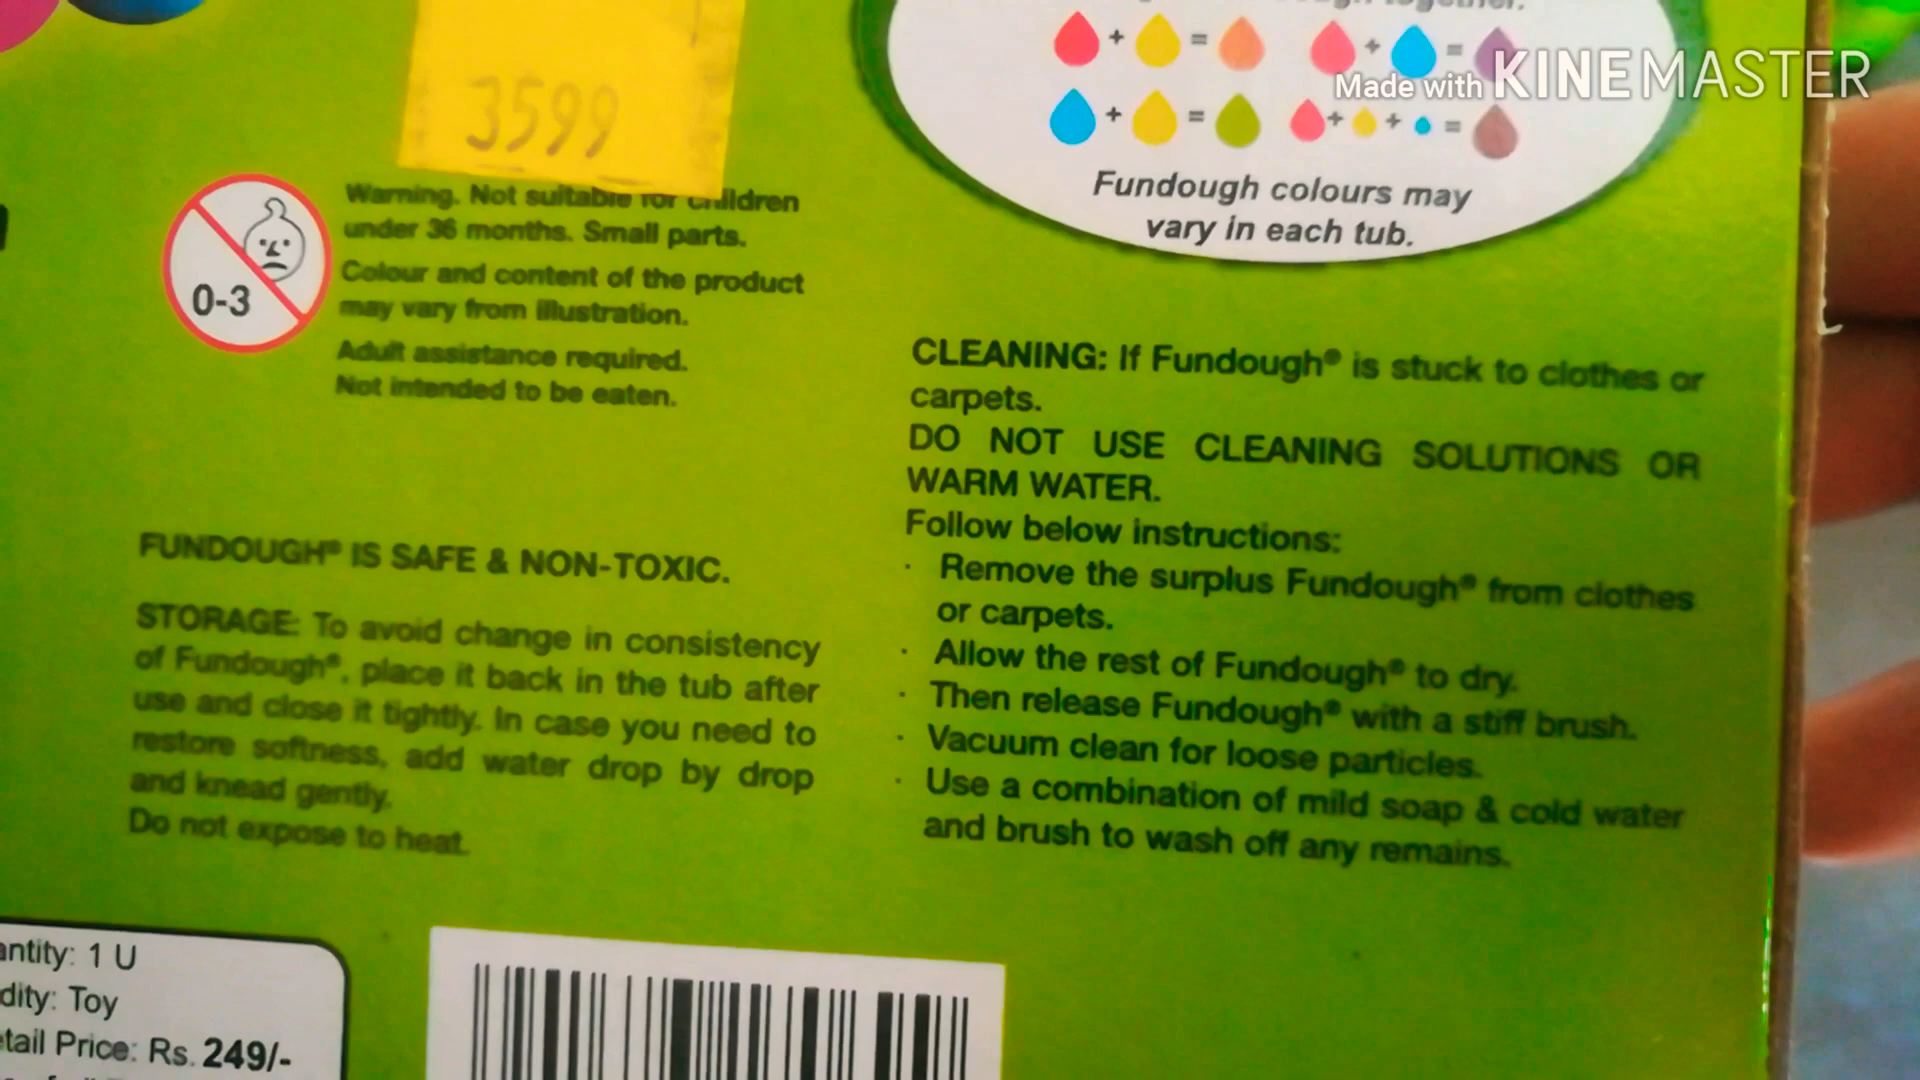 3599
+ = + =
Made with KINEMASTER
+ = + + =
Fundough colours may
vary in each tub.
Warning. Not suitable for children
under 36 months. Small parts.
0-3
Colour and content of the product
may vary from illustration.
Adult assistance required.
Not intended to be eaten.
FUNDOUGH® IS SAFE & NON-TOXIC.
STORAGE: To avoid change in consistency
of Fundough®, place it back in the tub after
use and close it tightly. In case you need to
restore softness, add water drop by drop
and knead gently.
Do not expose to heat.
CLEANING: If Fundough® is stuck to clothes or
carpets.
DO NOT USE CLEANING SOLUTIONS OR
WARM WATER.
Follow below instructions:
· Remove the surplus Fundough® from clothes
or carpets.
· Allow the rest of Fundough® to dry.
· Then release Fundough® with a stiff brush.
· Vacuum clean for loose particles.
· Use a combination of mild soap & cold water
and brush to wash off any remains.
antity: 1 U
dity: Toy
tail Price: Rs. 249/-